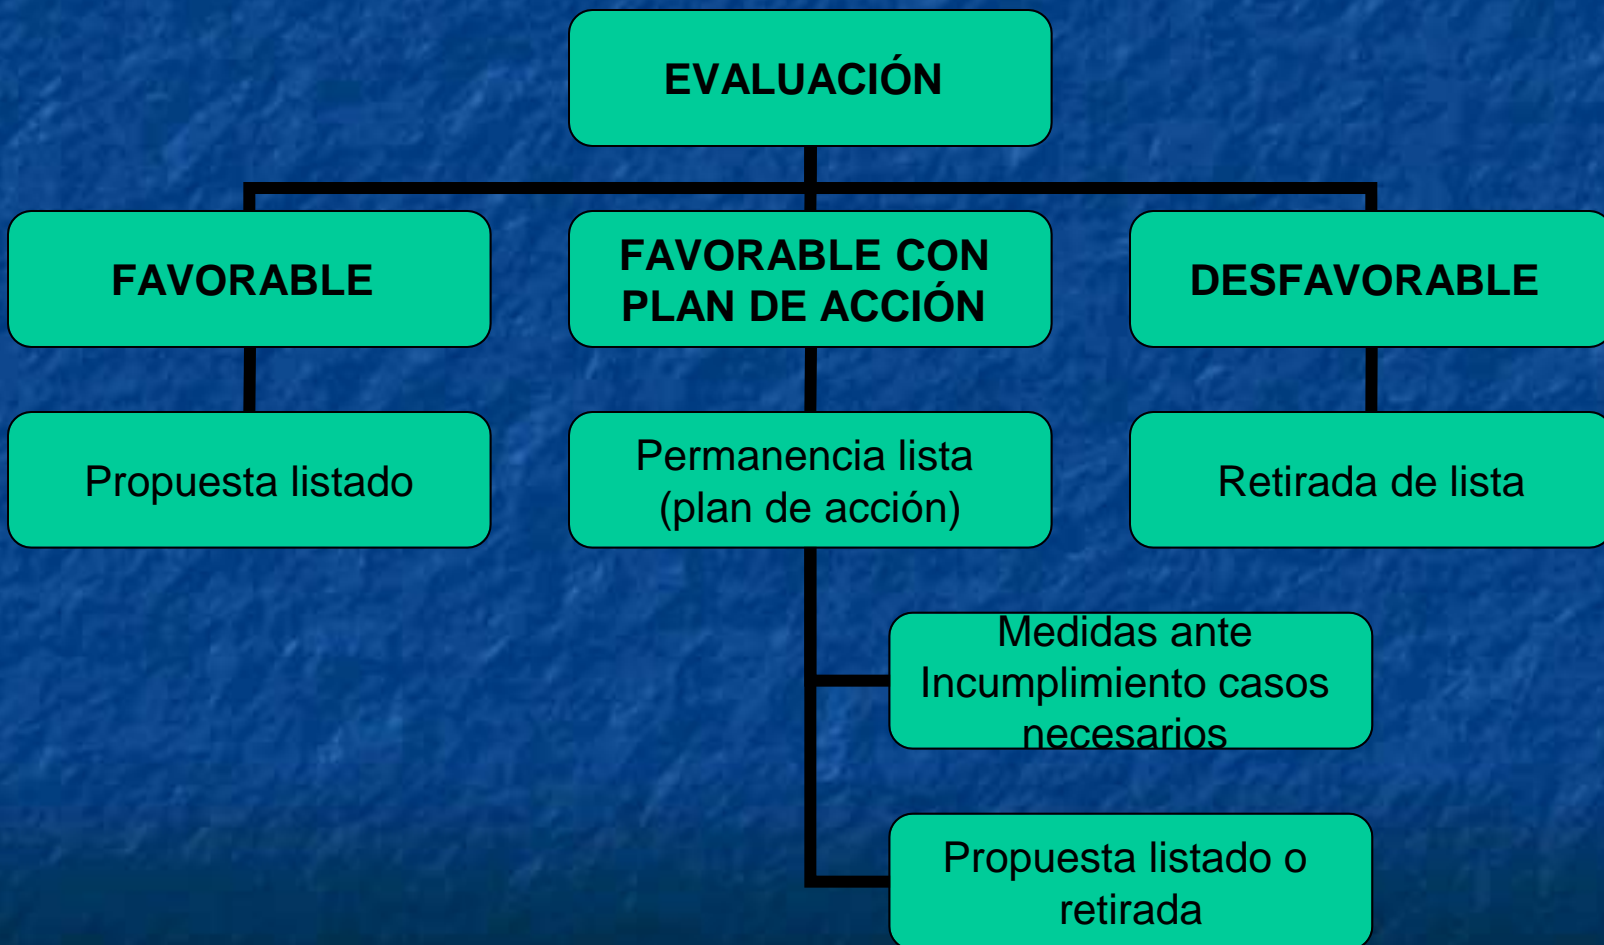 EVALUACIÓN
FAVORABLE
FAVORABLE CON
PLAN DE ACCIÓN
DESFAVORABLE
Propuesta listado
Permanencia lista
(plan de acción)
Retirada de lista
Medidas ante
Incumplimiento casos
necesarios
Propuesta listado o
retirada